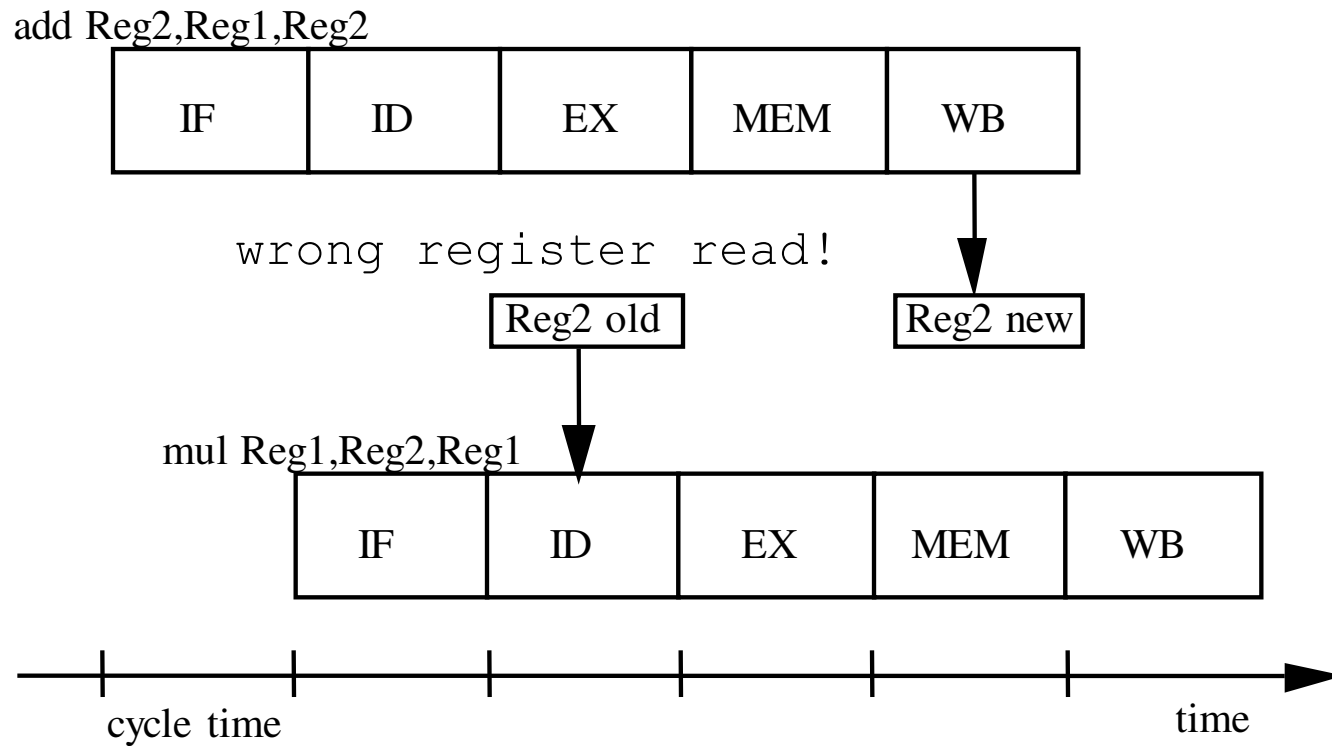 add Reg2,Reg1,Reg2
IF ID EX MEM WB
wrong register read!
Reg2 old Reg2 new
mul Reg1,Reg2,Reg1
IF ID EX MEM WB
cycle time time